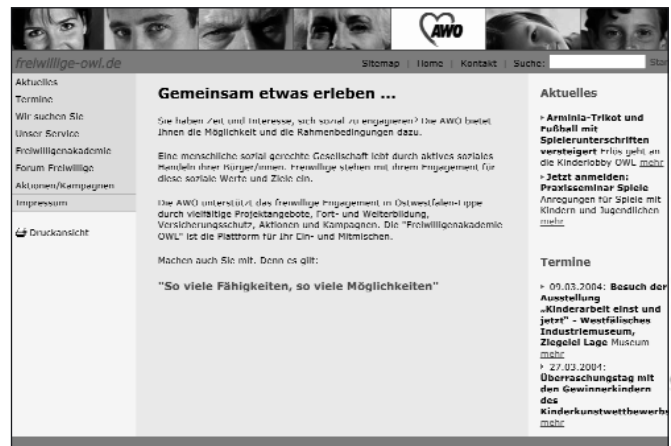 AWO
freiwillige-owl.de
Sitemap | Home | Kontakt | Suche: Star
Aktuelles
Termine
Wir suchen Sie
Unser Service
Freiwilligenakademie
Forum Freiwillige
Aktionen/Kampagnen
Impressum
Druckansicht
Gemeinsam etwas erleben ...
Sie haben Zeit und Interesse, sich sozial zu engagieren? Die AWO bietet
Ihnen die Möglichkeit und die Rahmenbedingungen dazu.
Eine menschliche sozial gerechte Gesellschaft lebt durch aktives soziales
Handeln ihrer Bürger/innen. Freiwillige stehen mit ihrem Engagement für
diese soziale Werte und Ziele ein.
Die AWO unterstützt das freiwillige Engagement in Ostwestfalen-Lippe
durch vielfältige Projektangebote, Fort- und Weiterbildung,
Versicherungsschutz, Aktionen und Kampagnen. Die "Freiwilligenakademie
OWL" ist die Plattform für Ihr Ein- und Mitmischen.
Machen auch Sie mit. Denn es gilt:
"So viele Fähigkeiten, so viele Möglichkeiten"
Aktuelles
Arminia-Trikot und
Fußball mit
Spielerunterschriften
versteigert Erlös geht an
die Kinderlobby OWL mehr
Jetzt anmelden:
Praxisseminar Spiele
Anregungen für Spiele mit
Kindern und Jugendlichen
mehr
Termine
09.03.2004: Besuch der
Ausstellung
„Kinderarbeit einst und
jetzt" - Westfälisches
Industriemuseum,
Ziegelei Lage Museum
mehr
27.03.2004:
Überraschungstag mit
den Gewinnerkindern
des
Kinderkunstwettbewerbs
mehr